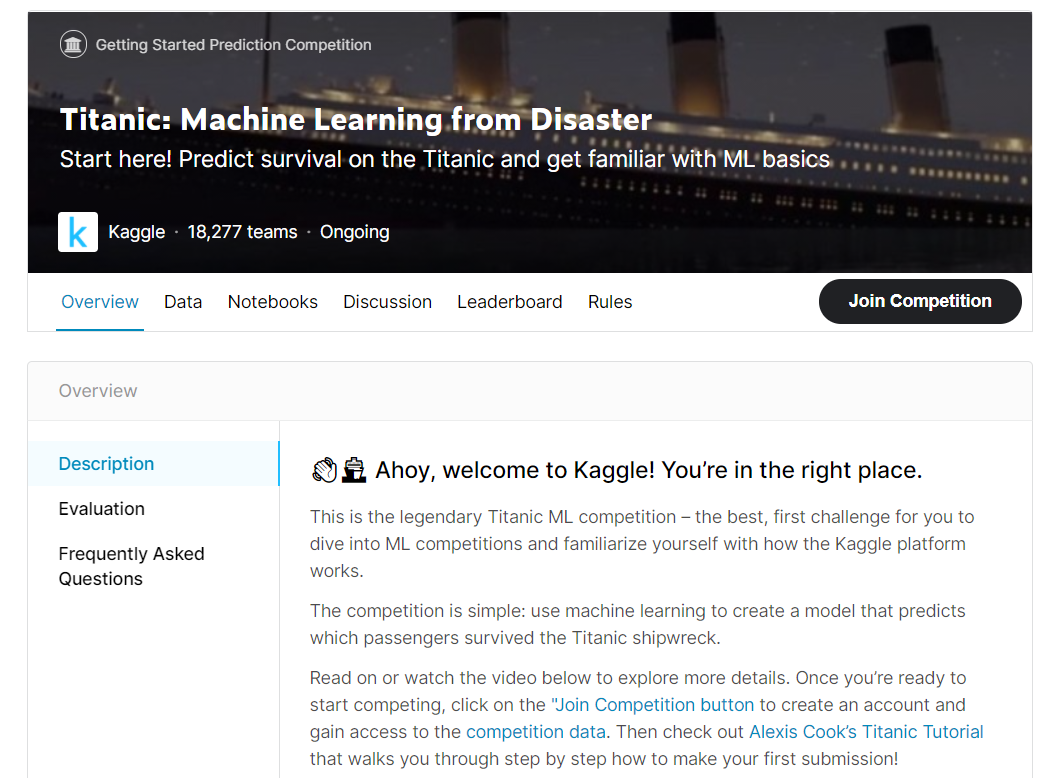 Getting Started Prediction Competition
Titanic: Machine Learning from Disaster
Start here! Predict survival on the Titanic and get familiar with ML basics
k
Kaggle · 18,277 teams · Ongoing
Overview Data Notebooks Discussion Leaderboard Rules Join Competition
Overview
Description
Evaluation
Frequently Asked
Questions
👋🛳️ Ahoy, welcome to Kaggle! You’re in the right place.
This is the legendary Titanic ML competition – the best, first challenge for you to
dive into ML competitions and familiarize yourself with how the Kaggle platform
works.
The competition is simple: use machine learning to create a model that predicts
which passengers survived the Titanic shipwreck.
Read on or watch the video below to explore more details. Once you’re ready to
start competing, click on the "Join Competition button to create an account and
gain access to the competition data. Then check out Alexis Cook’s Titanic Tutorial
that walks you through step by step how to make your first submission!